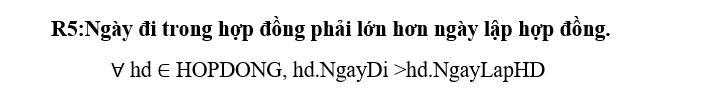 R5:Ngày đi trong hợp đồng phải lớn hơn ngày lập hợp đồng.
∀ hd ∈ HOPDONG, hd.NgayDi >hd.NgayLapHD